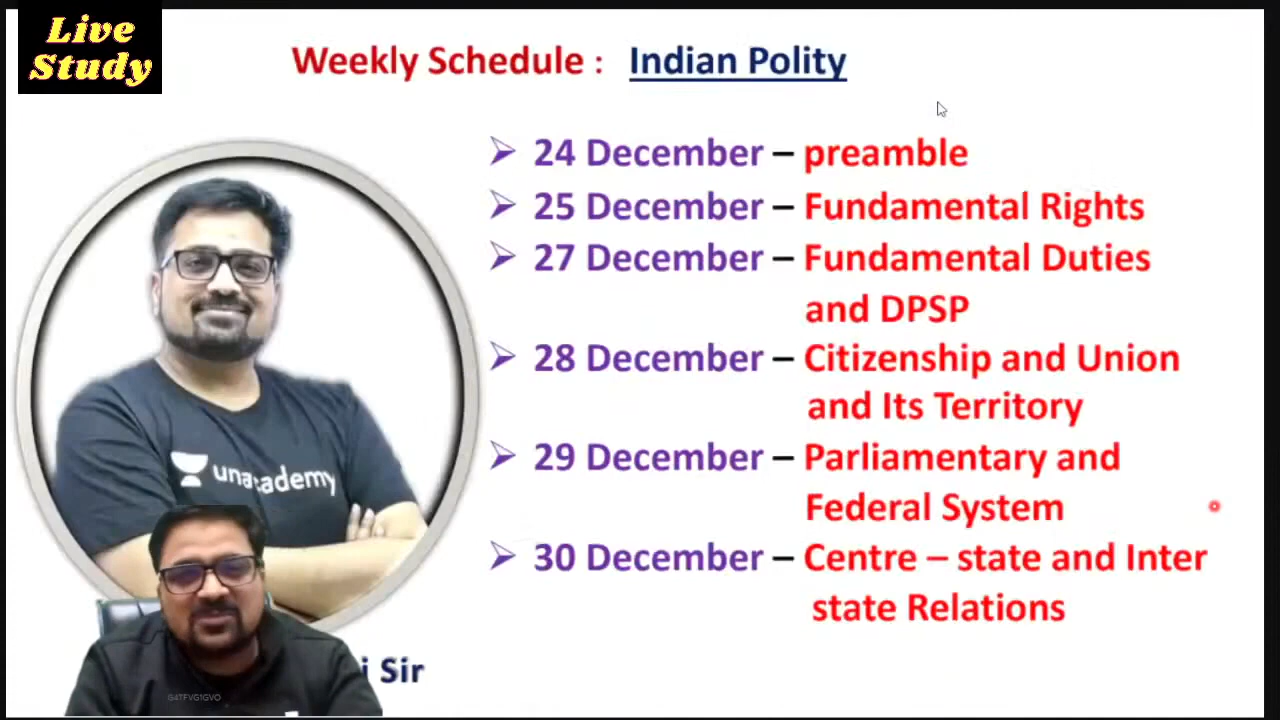 Live
Study
Weekly Schedule : Indian Polity
➢ 24 December – preamble
➢ 25 December – Fundamental Rights
➢ 27 December – Fundamental Duties
and DPSP
➢ 28 December – Citizenship and Union
and Its Territory
➢ 29 December – Parliamentary and
Federal System
➢ 30 December – Centre – state and Inter
state Relations
unacademy
Sir
G4TFVG1GVO